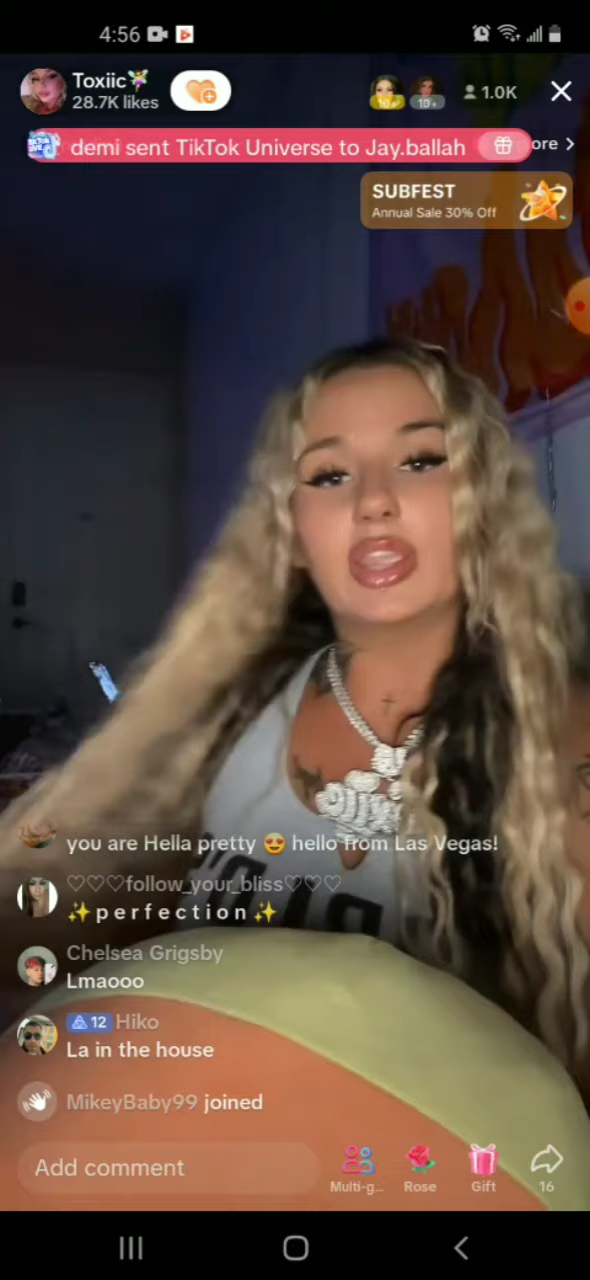 4:56
Toxiic🧚
28.7K likes
10+
10+
1.0K
demi sent TikTok Universe to Jay.ballah
ore >
SUBFEST
Annual Sale 30% Off
you are Hella pretty 😍 hello from Las Vegas!
♡♡♡follow_your_bliss♡♡♡
✨ p e r f e c t i o n ✨
Chelsea Grigsby
Lmaooo
12 Hiko
La in the house
MikeyBaby99 joined
Add comment
Multi-g...
Rose
Gift
16